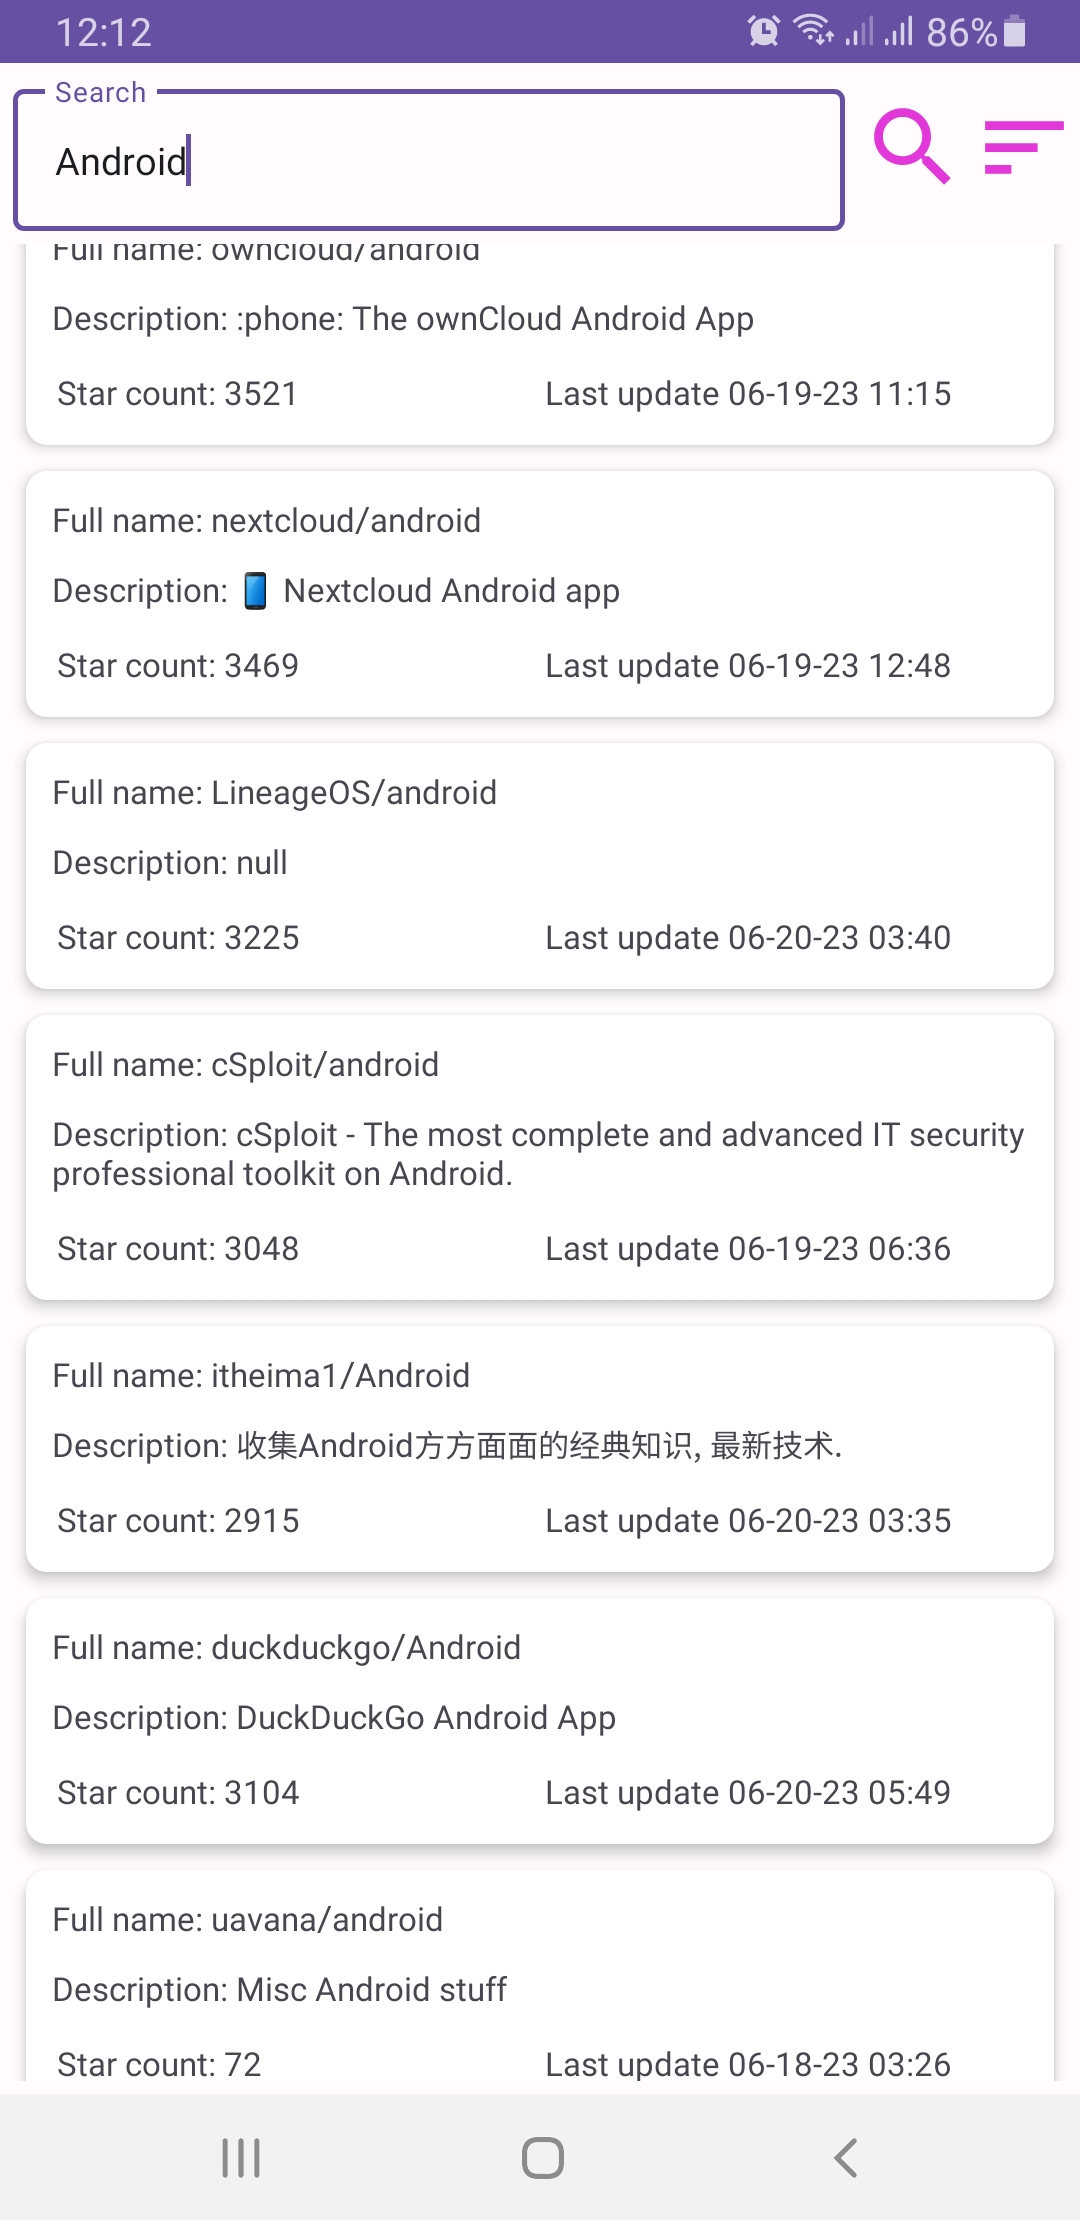 12:12
86%
Search
Android
Full name: owncloud/android
Description: :phone: The ownCloud Android App
Star count: 3521 Last update 06-19-23 11:15
Full name: nextcloud/android
Description: 📱 Nextcloud Android app
Star count: 3469 Last update 06-19-23 12:48
Full name: LineageOS/android
Description: null
Star count: 3225 Last update 06-20-23 03:40
Full name: cSploit/android
Description: cSploit - The most complete and advanced IT security
professional toolkit on Android.
Star count: 3048 Last update 06-19-23 06:36
Full name: itheima1/Android
Description: 收集Android方方面面的经典知识, 最新技术.
Star count: 2915 Last update 06-20-23 03:35
Full name: duckduckgo/Android
Description: DuckDuckGo Android App
Star count: 3104 Last update 06-20-23 05:49
Full name: uavana/android
Description: Misc Android stuff
Star count: 72 Last update 06-18-23 03:26